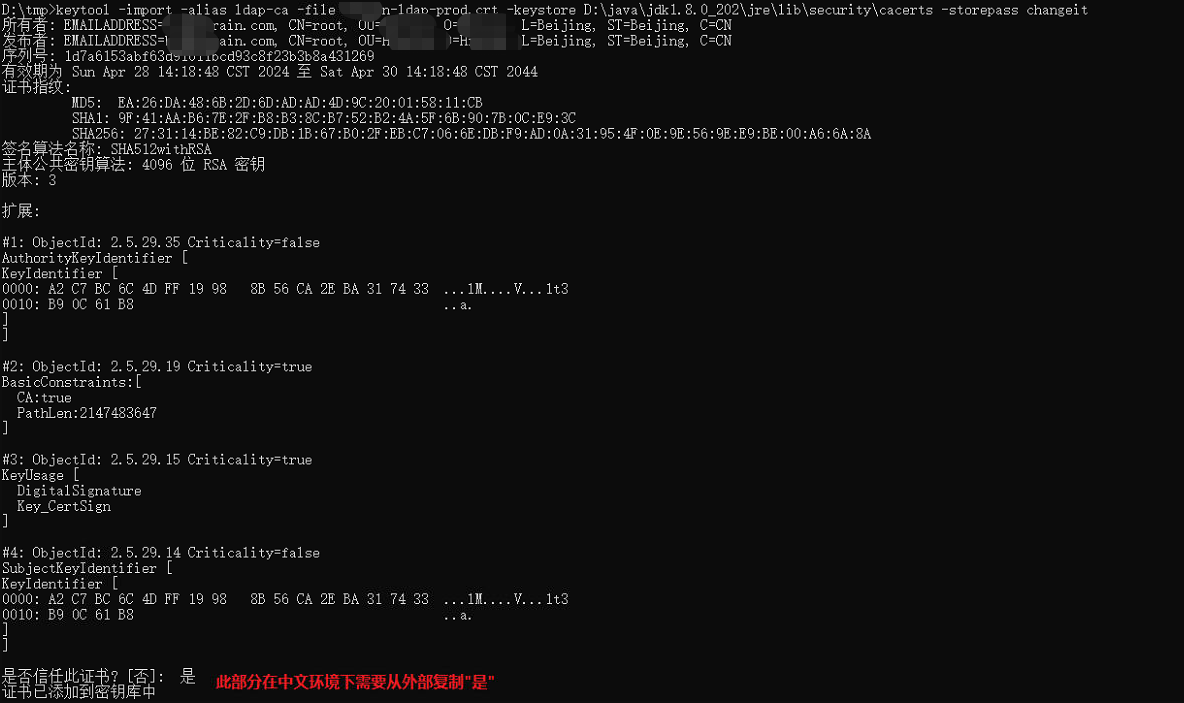 D:\tmp>keytool -import -alias ldap-ca -file n-ldap-prod.crt -keystore D:\java\jdk1.8.0_202\jre\lib\security\cacerts -storepass changeit
所有者: EMAILADDRESS= rain.com, CN=root, OU= O= L=Beijing, ST=Beijing, C=CN
发布者: EMAILADDRESS= ain.com, CN=root, OU=H =H L=Beijing, ST=Beijing, C=CN
序列号: 1d7a6153abf63d91011bcd93c8f23b3b8a431269
有效期为 Sun Apr 28 14:18:48 CST 2024 至 Sat Apr 30 14:18:48 CST 2044
证书指纹:
MD5: EA:26:DA:48:6B:2D:6D:AD:AD:4D:9C:20:01:58:11:CB
SHA1: 9F:41:AA:B6:7E:2F:B8:B3:8C:B7:52:B2:4A:5F:6B:90:7B:0C:E9:3C
SHA256: 27:31:14:BE:82:C9:DB:1B:67:B0:2F:EB:C7:06:6E:DB:F9:AD:0A:31:95:4F:0E:9E:56:9E:E9:BE:00:A6:6A:8A
签名算法名称: SHA512withRSA
主体公共密钥算法: 4096 位 RSA 密钥
版本: 3
扩展:
#1: ObjectId: 2.5.29.35 Criticality=false
AuthorityKeyIdentifier [
KeyIdentifier [
0000: A2 C7 BC 6C 4D FF 19 98 8B 56 CA 2E BA 31 74 33 ...lM....V...1t3
0010: B9 0C 61 B8 ..a.
]
]
#2: ObjectId: 2.5.29.19 Criticality=true
BasicConstraints:[
CA:true
PathLen:2147483647
]
#3: ObjectId: 2.5.29.15 Criticality=true
KeyUsage [
DigitalSignature
Key_CertSign
]
#4: ObjectId: 2.5.29.14 Criticality=false
SubjectKeyIdentifier [
KeyIdentifier [
0000: A2 C7 BC 6C 4D FF 19 98 8B 56 CA 2E BA 31 74 33 ...lM....V...1t3
0010: B9 0C 61 B8 ..a.
]
]
是否信任此证书? [否]: 是 此部分在中文环境下需要从外部复制"是"
证书已添加到密钥库中